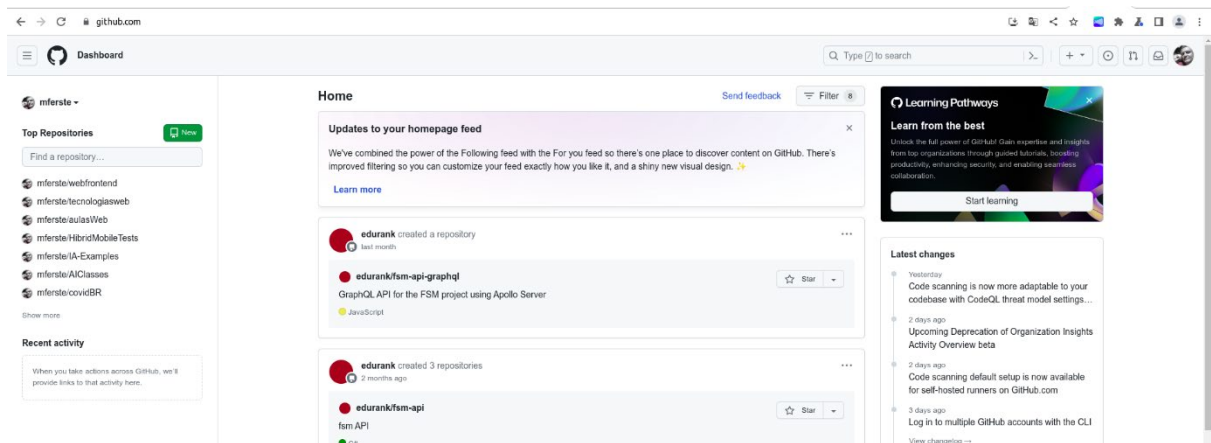 github.com
Dashboard
Type / to search
mferste
Top Repositories
New
Find a repository...
mferste/webfrontend
mferste/tecnologiasweb
mferste/aulasWeb
mferste/HibridMobileTests
mferste/IA-Examples
mferste/AIClasses
mferste/covidBR
Show more
Recent activity
When you take actions across GitHub, we'll
provide links to that activity here.
Home
Send feedback
Filter 8
Updates to your homepage feed
We've combined the power of the Following feed with the For you feed so there's one place to discover content on GitHub. There's
improved filtering so you can customize your feed exactly how you like it, and a shiny new visual design. ✨
Learn more
edurank created a repository
last month
edurank/fsm-api-graphql
Star
GraphQL API for the FSM project using Apollo Server
JavaScript
edurank created 3 repositories
2 months ago
edurank/fsm-api
Star
fsm API
Learning Pathways
Learn from the best
Unlock the full power of GitHub! Gain expertise and insights
from top organizations through guided tutorials, boosting
productivity, enhancing security, and enabling seamless
collaboration.
Start learning
Latest changes
Yesterday
Code scanning is now more adaptable to your
codebase with CodeQL threat model settings...
2 days ago
Upcoming Deprecation of Organization Insights
Activity Overview beta
2 days ago
Code scanning default setup is now available
for self-hosted runners on GitHub.com
3 days ago
Log in to multiple GitHub accounts with the CLI
View changelog →